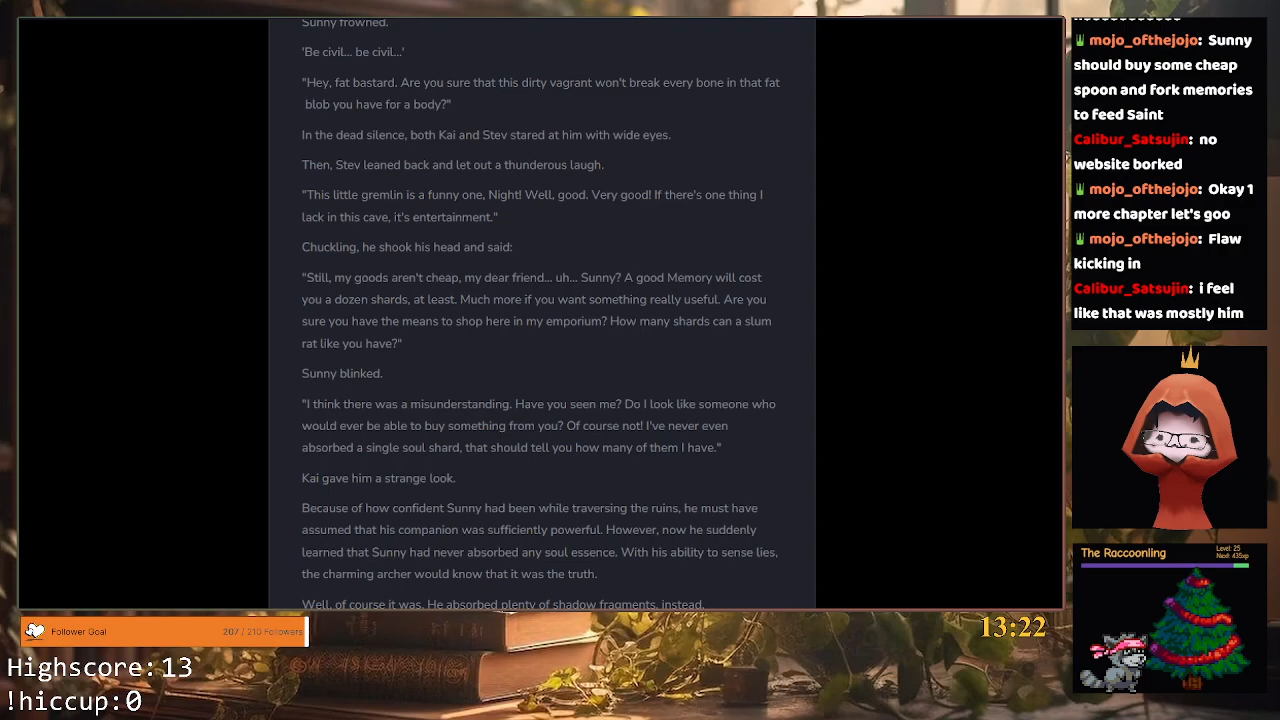 Sunny frowned.
'Be civil... be civil...'
"Hey, fat bastard. Are you sure that this dirty vagrant won't break every bone in that fat
blob you have for a body?"
In the dead silence, both Kai and Stev stared at him with wide eyes.
Then, Stev leaned back and let out a thunderous laugh.
"This little gremlin is a funny one, Night! Well, good. Very good! If there's one thing I
lack in this cave, it's entertainment."
Chuckling, he shook his head and said:
"Still, my goods aren't cheap, my dear friend... uh... Sunny? A good Memory will cost
you a dozen shards, at least. Much more if you want something really useful. Are you
sure you have the means to shop here in my emporium? How many shards can a slum
rat like you have?"
Sunny blinked.
"I think there was a misunderstanding. Have you seen me? Do I look like someone who
would ever be able to buy something from you? Of course not! I've never even
absorbed a single soul shard, that should tell you how many of them I have."
Kai gave him a strange look.
Because of how confident Sunny had been while traversing the ruins, he must have
assumed that his companion was sufficiently powerful. However, now he suddenly
learned that Sunny had never absorbed any soul essence. With his ability to sense lies,
the charming archer would know that it was the truth.
Well, of course it was. He absorbed plenty of shadow fragments, instead.
mojo_ofthejojo: Sunny
should buy some cheap
spoon and fork memories
to feed Saint
Calibur_Satsujin: no
website borked
mojo_ofthejojo: Okay 1
more chapter let's goo
mojo_ofthejojo: Flaw
kicking in
Calibur_Satsujin: i feel
like that was mostly him
The Raccoonling
Level: 25
Next: 435xp
Follower Goal
207 / 210 Followers
13:22
Highscore:13
!hiccup:0